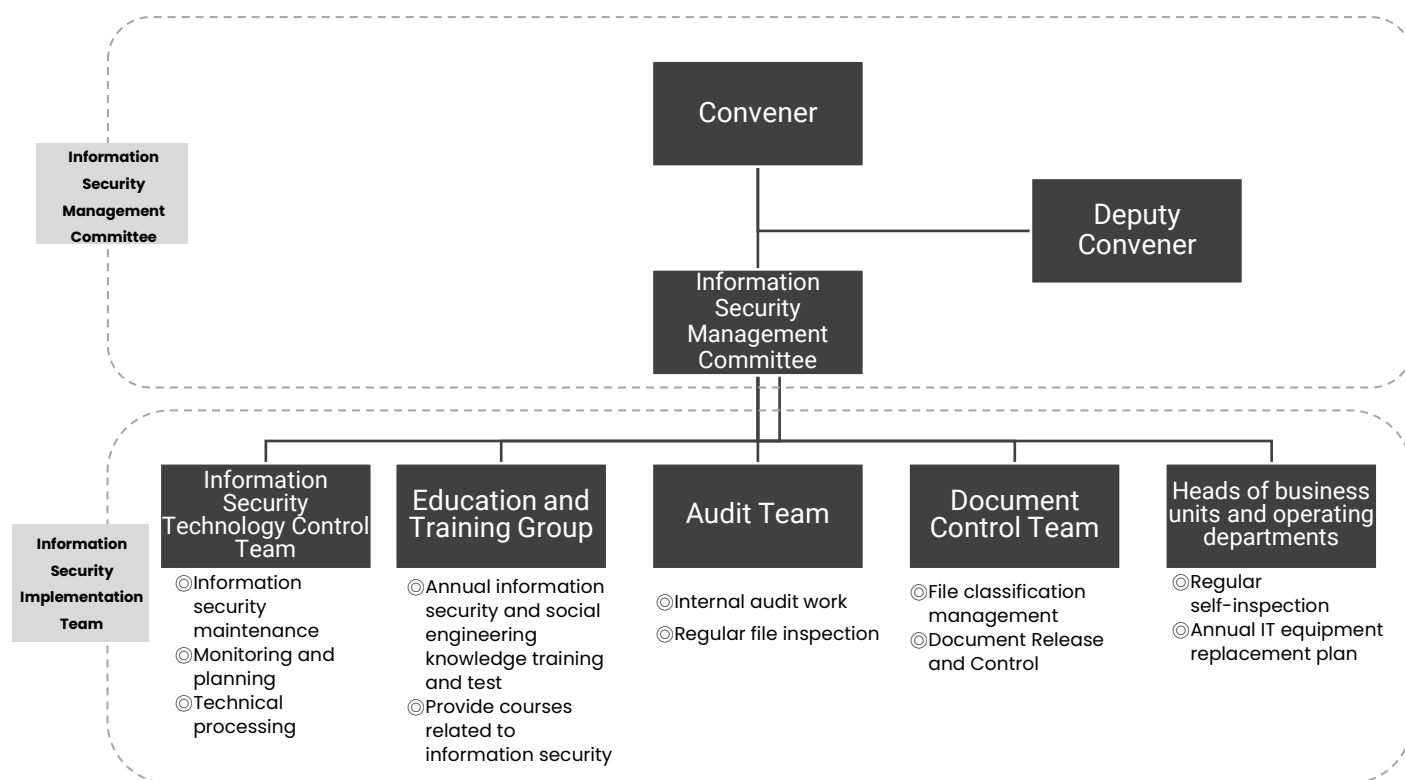 Convener
Deputy
Convener
Information
Security
Management
Committee
Information
Security
Management
Committee
Information
Security
Implementation
Team
Information
Security
Technology Control
Team
◎Information
security
maintenance
◎Monitoring and
planning
◎Technical
processing
Education and
Training Group
◎Annual information
security and social
engineering
knowledge training
and test
◎Provide courses
related to
information security
Audit Team
◎Internal audit work
◎Regular file inspection
Document
Control Team
◎File classification
management
◎Document Release
and Control
Heads of business
units and operating
departments
◎Regular
self-inspection
◎Annual IT equipment
replacement plan